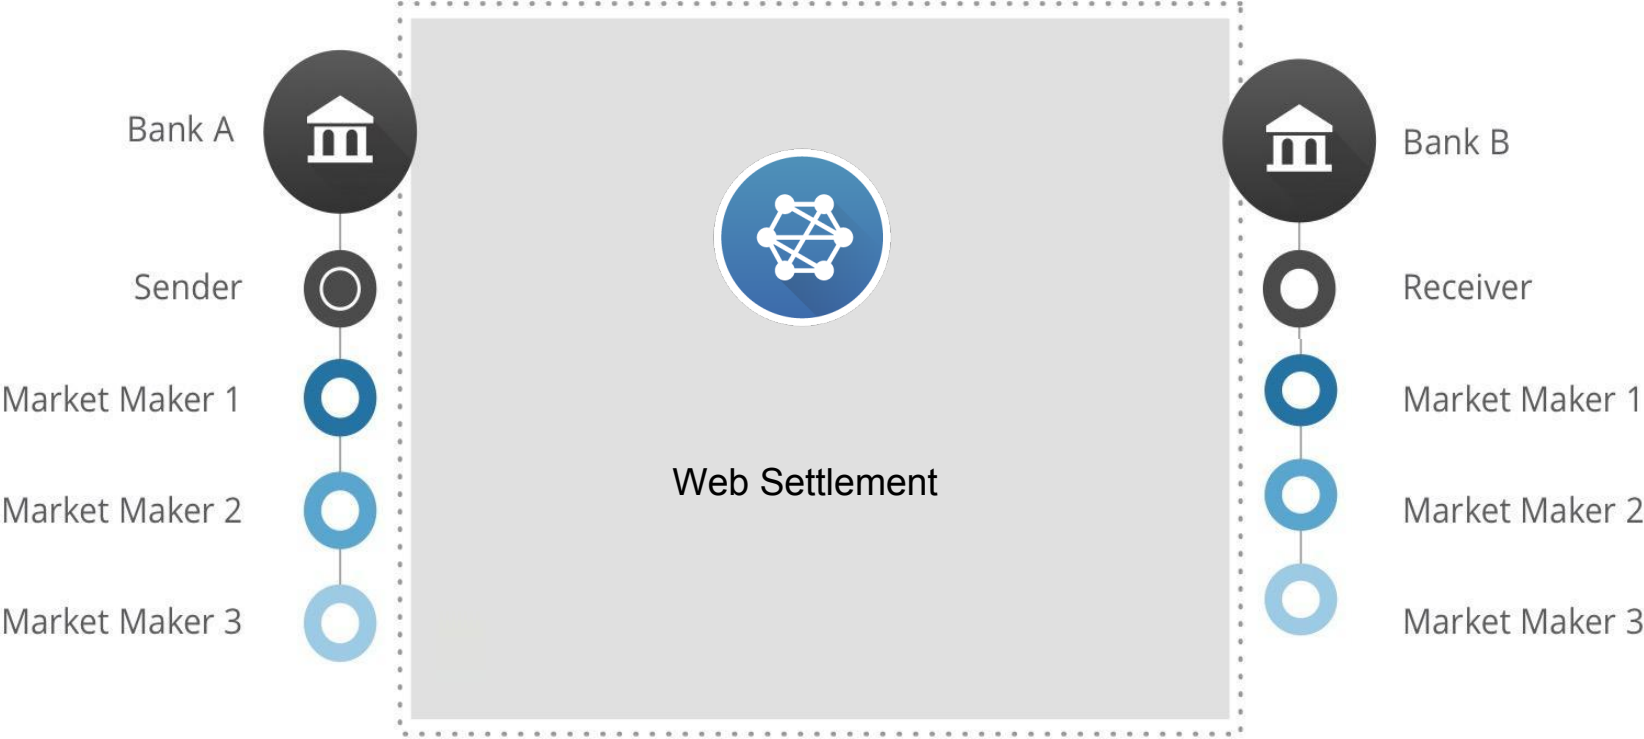 Bank A
Sender
Market Maker 1
Market Maker 2
Market Maker 3
Web Settlement
Bank B
Receiver
Market Maker 1
Market Maker 2
Market Maker 3